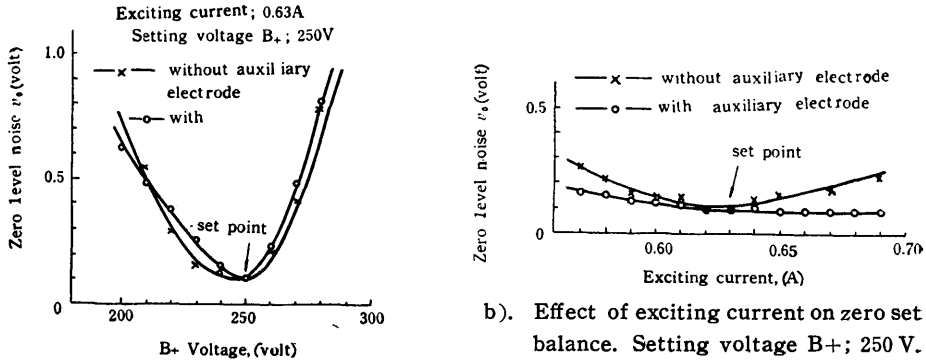 Exciting current; 0.63A
Setting voltage B+; 250V
Zero level noise v₀(volt)
1.0
0.5
0
× without auxiliary
electrode
o with
set point
200
250
300
B+ Voltage, (volt)
Zero level noise v₀(volt)
0.5
0
× without auxiliary electrode
o with auxiliary electrode
set point
0.60
0.65
0.70
Exciting current, (A)
b). Effect of exciting current on zero set
balance. Setting voltage B+; 250 V.